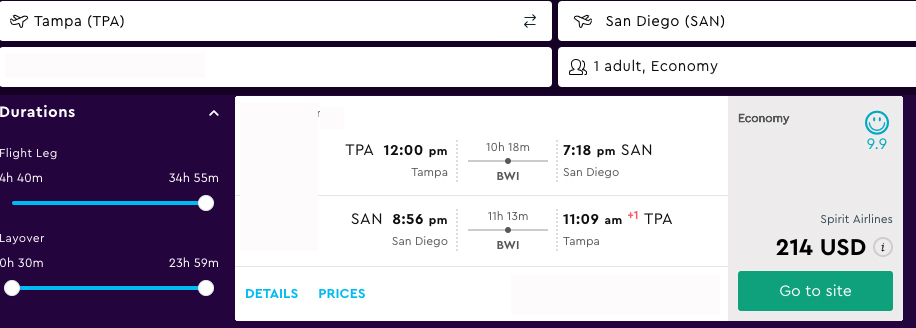 Tampa (TPA)
San Diego (SAN)
1 adult, Economy
Durations
Flight Leg
4h 40m 34h 55m
Layover
0h 30m 23h 59m
TPA 12:00 pm 10h 18m 7:18 pm SAN
Tampa BWI San Diego
SAN 8:56 pm 11h 13m 11:09 am +1 TPA
San Diego BWI Tampa
DETAILS PRICES
Economy
9.9
Spirit Airlines
214 USD i
Go to site